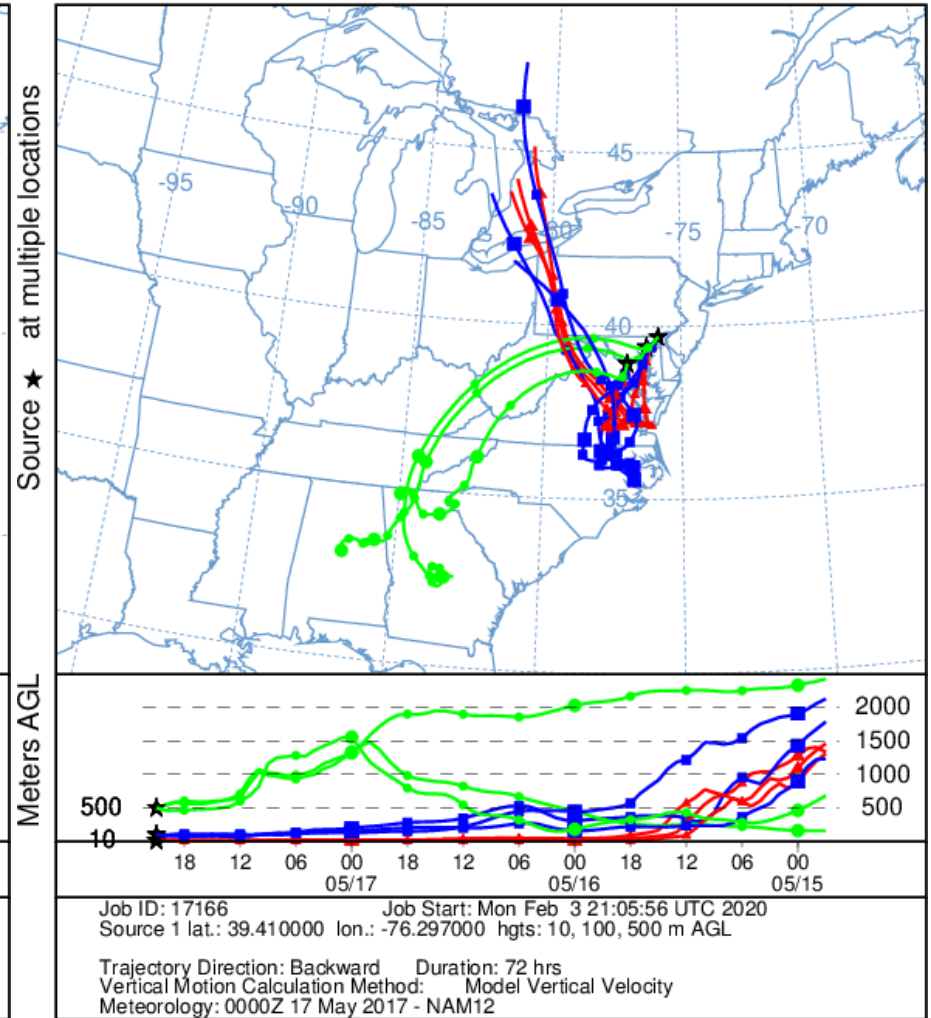 Source ★ at multiple locations
-95
-90
-85
-80
-75
-70
45
40
35
Meters AGL
500
10
2000
1500
1000
500
18 12 06 00 18 12 06 00 18 12 06 00
05/17 05/16 05/15
Job ID: 17166 Job Start: Mon Feb 3 21:05:56 UTC 2020
Source 1 lat.: 39.410000 lon.: -76.297000 hgts: 10, 100, 500 m AGL
Trajectory Direction: Backward Duration: 72 hrs
Vertical Motion Calculation Method: Model Vertical Velocity
Meteorology: 0000Z 17 May 2017 - NAM12